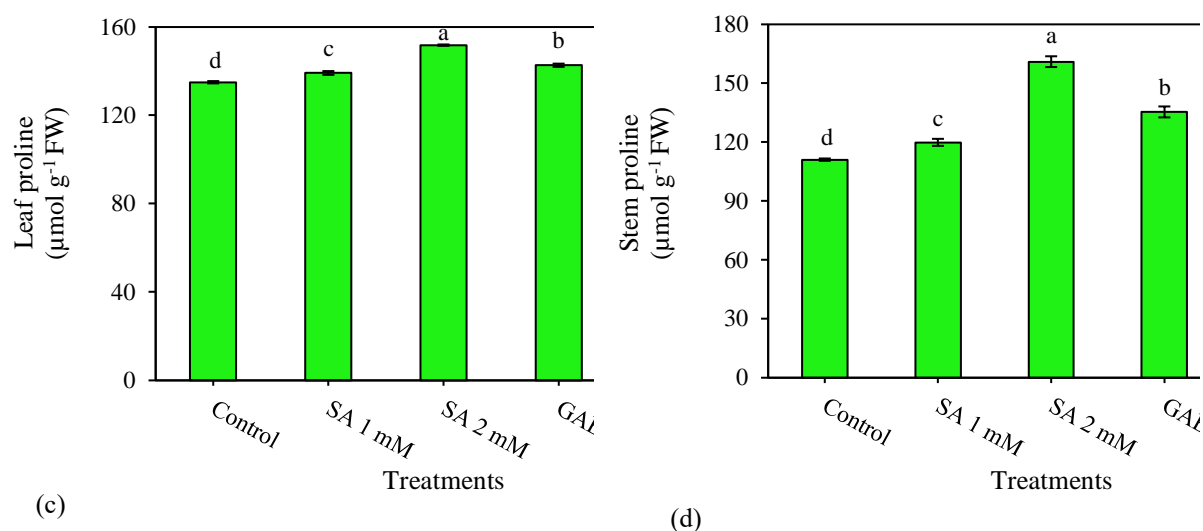 160
120
80
40
0
Leaf proline
(µmol g⁻¹ FW)
d
c
a
b
Control
SA 1 mM
SA 2 mM
Treatments
(c)
180
150
120
90
60
30
0
Stem proline
(µmol g⁻¹ FW)
d
c
a
b
Control
SA 1 mM
SA 2 mM
Treatments
(d)